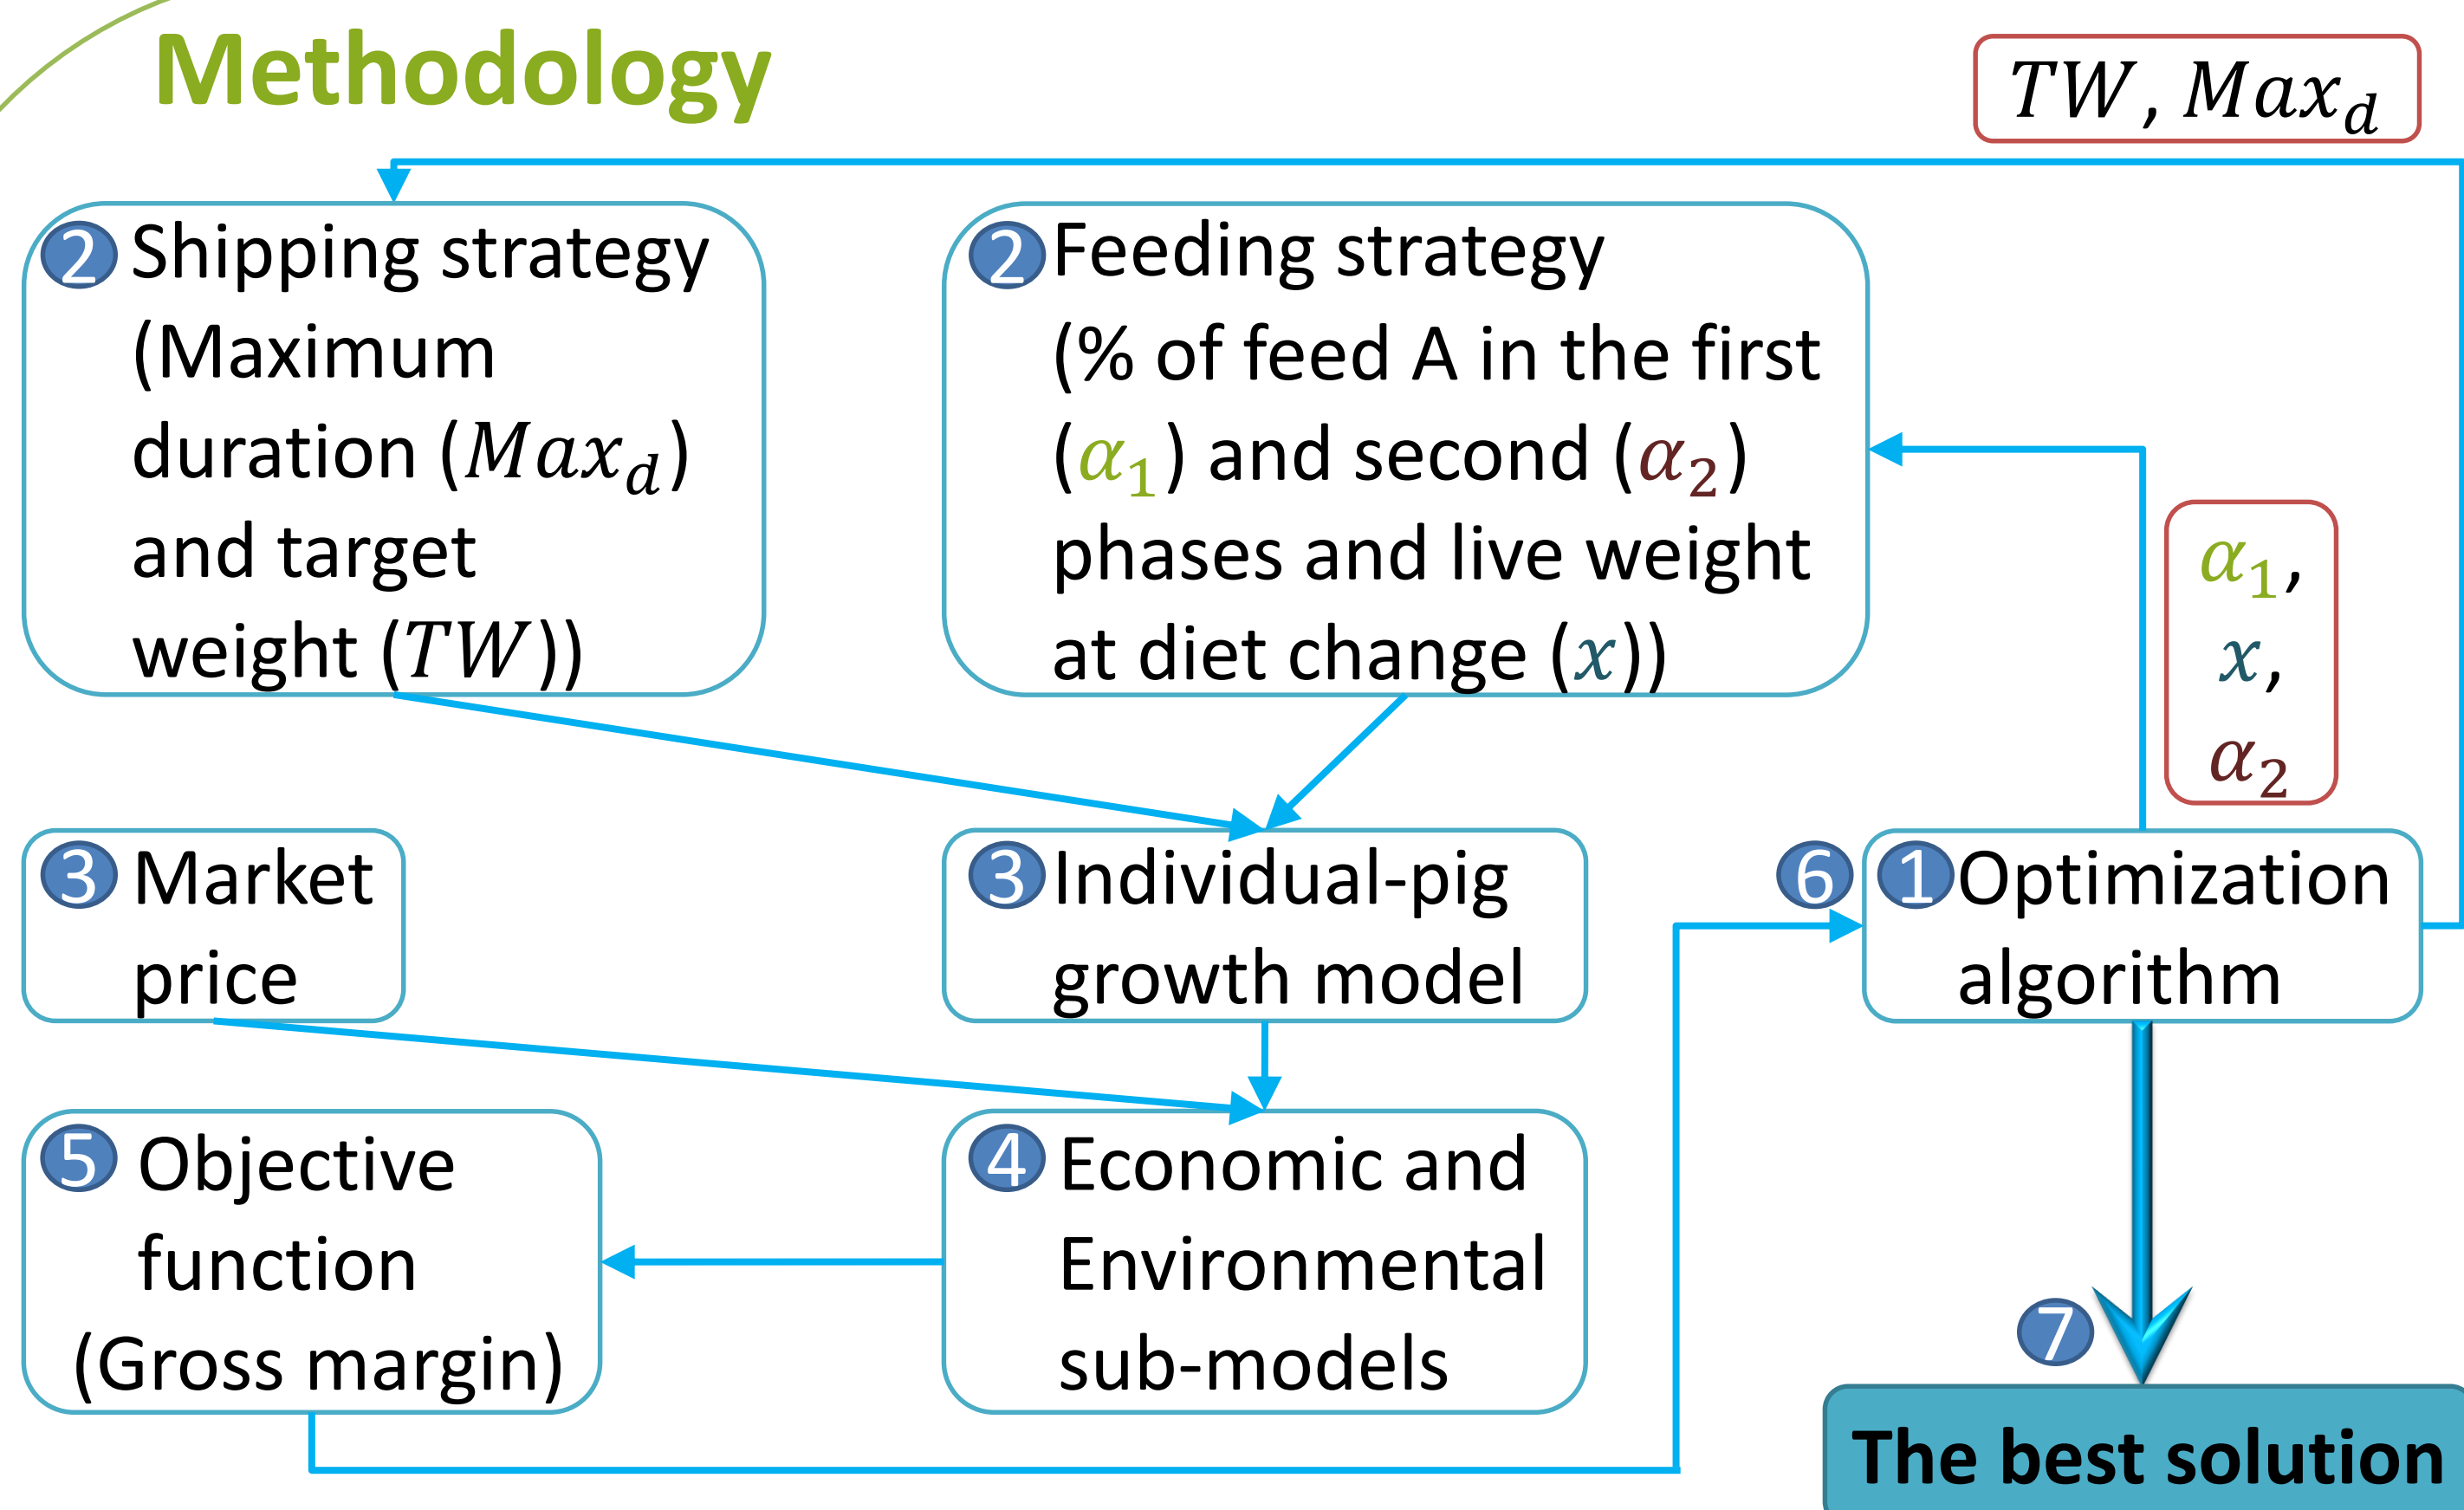 Methodology
TW, Max_d
2 Shipping strategy
(Maximum
duration (Max_d)
and target
weight (TW))
2 Feeding strategy
(% of feed A in the first
(α₁) and second (α₂)
phases and live weight
at diet change (x))
α₁,
x,
α₂
3 Market
price
3 Individual-pig
growth model
6 1 Optimization
algorithm
5 Objective
function
(Gross margin)
4 Economic and
Environmental
sub-models
7
The best solution